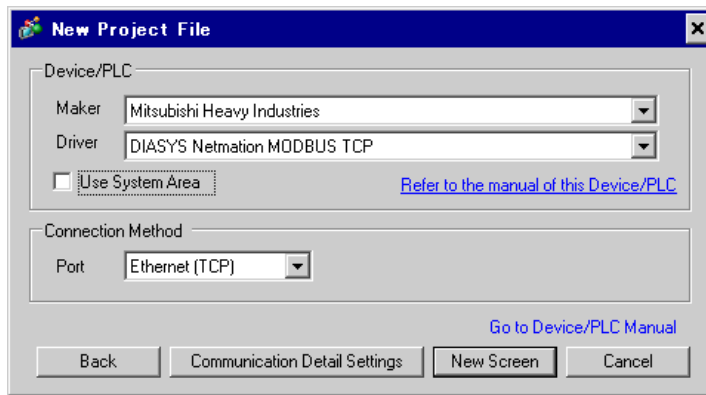 New Project File
Device/PLC
Maker Mitsubishi Heavy Industries
Driver DIASYS Netmation MODBUS TCP
Use System Area Refer to the manual of this Device/PLC
Connection Method
Port Ethernet (TCP)
Go to Device/PLC Manual
Back Communication Detail Settings New Screen Cancel